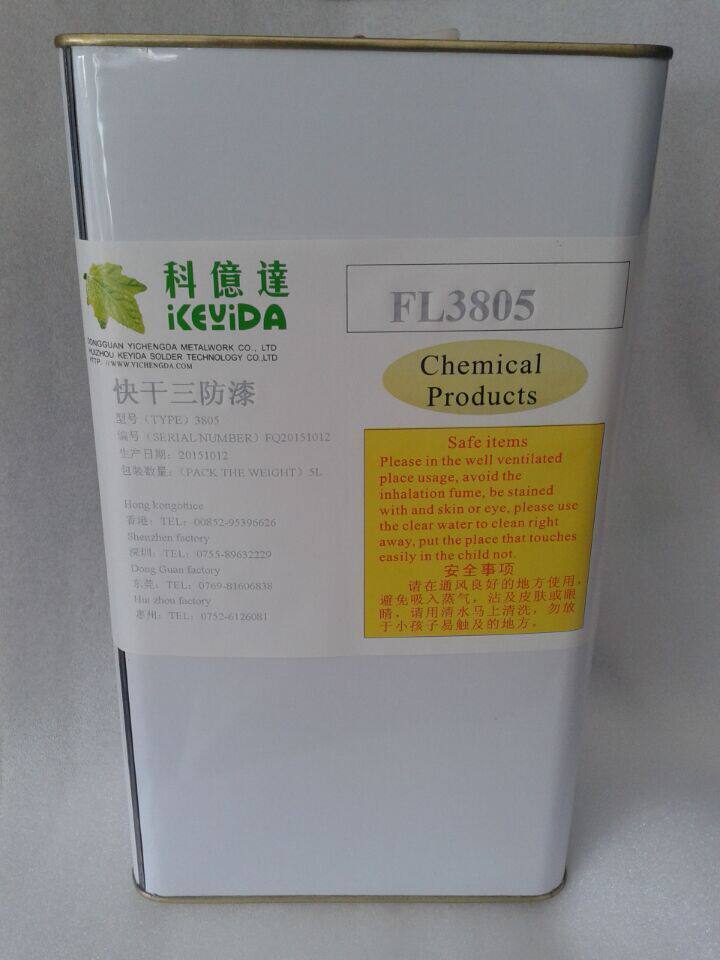 科億達
iKEYiDA
DONGGUAN YICHENGDA METALWORK CO., LTD
HUIZHOU KEYIDA SOLDER TECHNOLOGY CO.,LTD
HTTP: //WWW.YICHENGDA.COM
快干三防漆
型号（TYPE）3805
编号（SERIAL NUMBER）FQ20151012
生产日期：20151012
包装数量：（PACK THE WEIGHT）5L
Hong kongottice
香港：TEL：00852-95396626
Shenzhen factory
深圳：TEL：0755-89632229
Dong Guan factory
东莞：TEL：0769-81606838
Hui zhou factory
惠州：TEL：0752-6126081
FL3805
Chemical
Products
Safe items
Please in the well ventilated
place usage, avoid the
inhalation fume, be stained
with and skin or eye, please use
the clear water to clean right
away, put the place that touches
easily in the child not.
安全事项
请在通风良好的地方使用，
避免吸入蒸气，沾及皮肤或眼
睛，请用清水马上清洗，勿放
于小孩子易触及的地方。